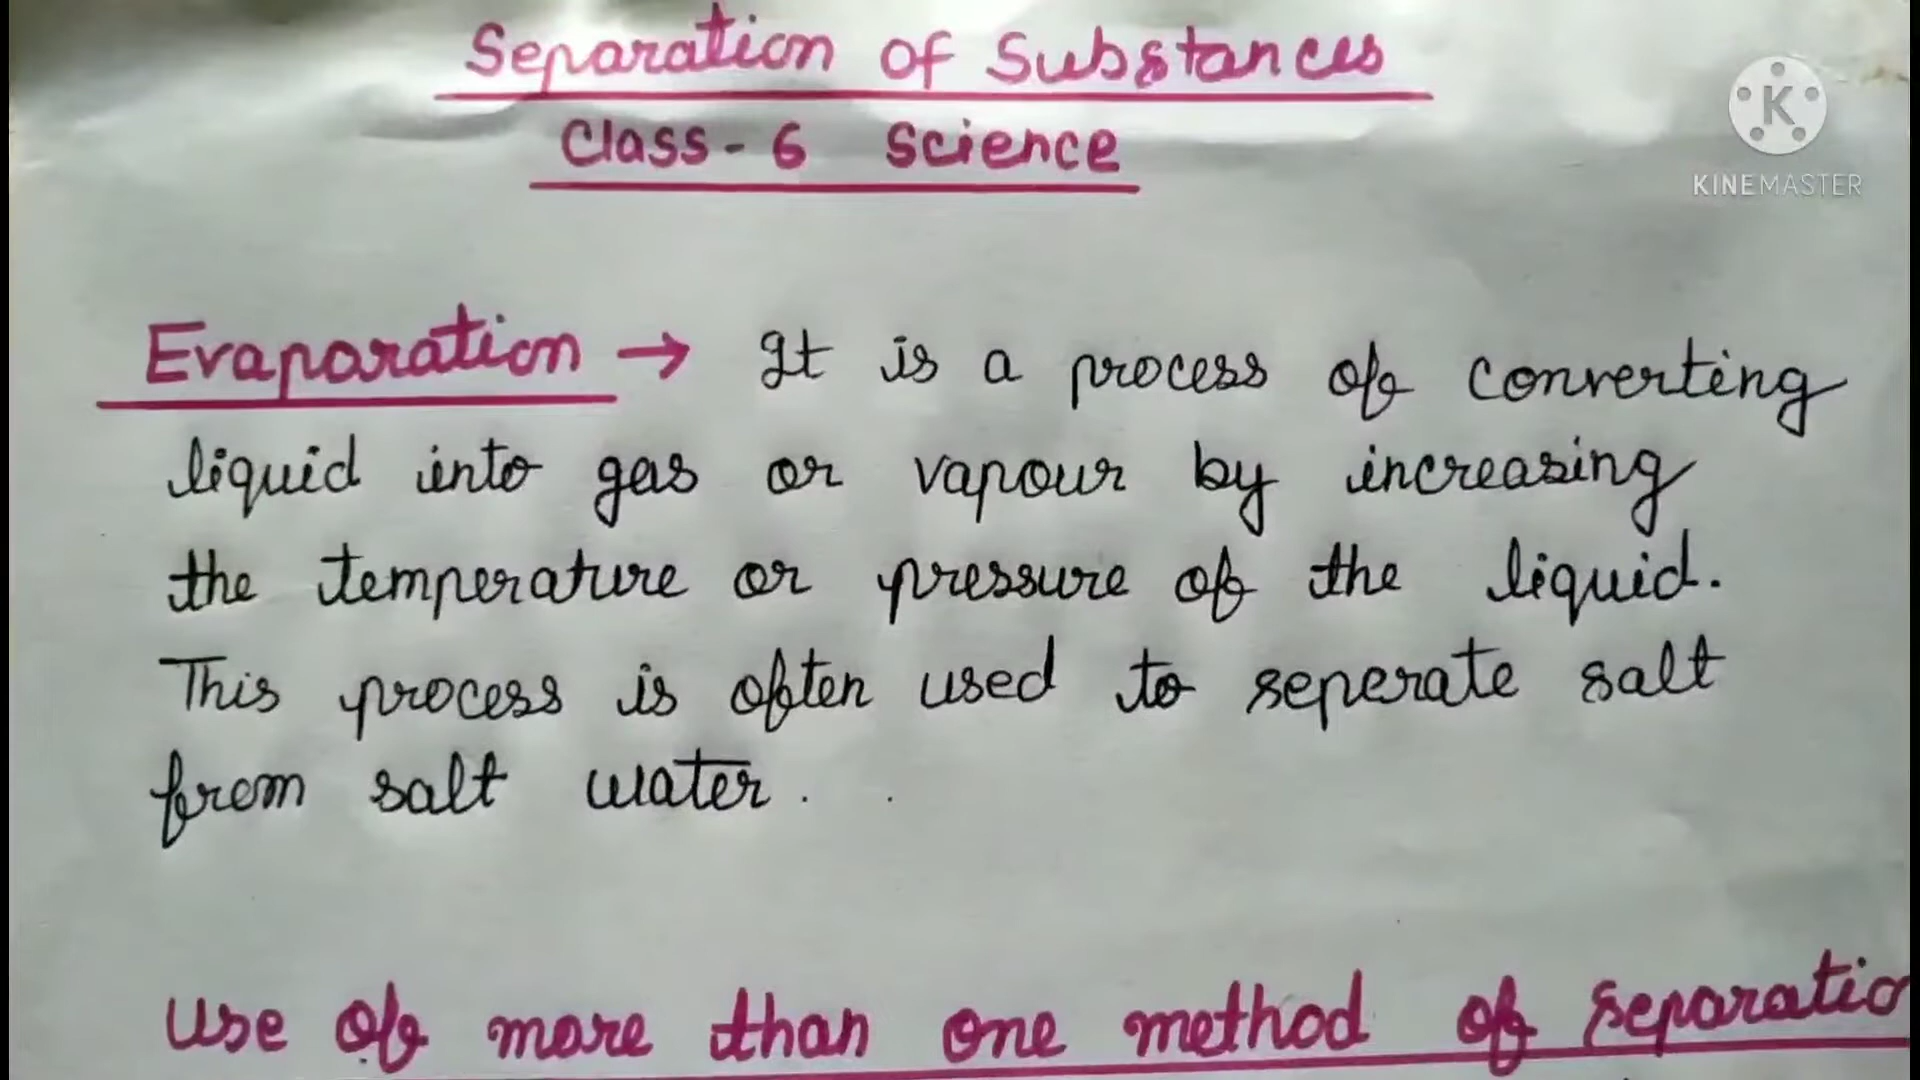 Separation of Substances
Class-6 Science
K
KINEMASTER
Evaporation → It is a process of converting
liquid into gas or vapour by increasing
the temperature or pressure of the liquid.
This process is often used to seperate salt
from salt water.
Use of more than one method of separatio